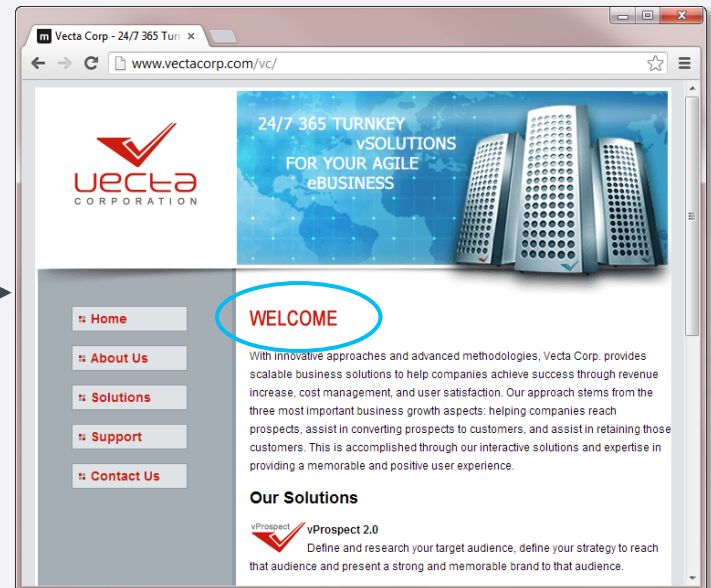 Vecta Corp - 24/7 365 Turn
www.vectacorp.com/vc/
vecta
CORPORATION
24/7 365 TURNKEY
vSOLUTIONS
FOR YOUR AGILE
eBUSINESS
Home
About Us
Solutions
Support
Contact Us
WELCOME
With innovative approaches and advanced methodologies, Vecta Corp. provides
scalable business solutions to help companies achieve success through revenue
increase, cost management, and user satisfaction. Our approach stems from the
three most important business growth aspects: helping companies reach
prospects, assist in converting prospects to customers, and assist in retaining those
customers. This is accomplished through our interactive solutions and expertise in
providing a memorable and positive user experience.
Our Solutions
vProspect
vProspect 2.0
Define and research your target audience, define your strategy to reach
that audience and present a strong and memorable brand to that audience.